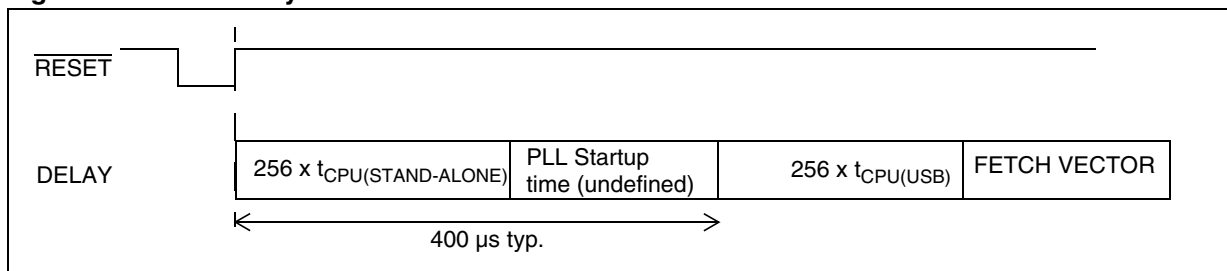 RESET
DELAY
256 x tCPU(STAND-ALONE)
PLL Startup
time (undefined)
256 x tCPU(USB)
FETCH VECTOR
400 µs typ.